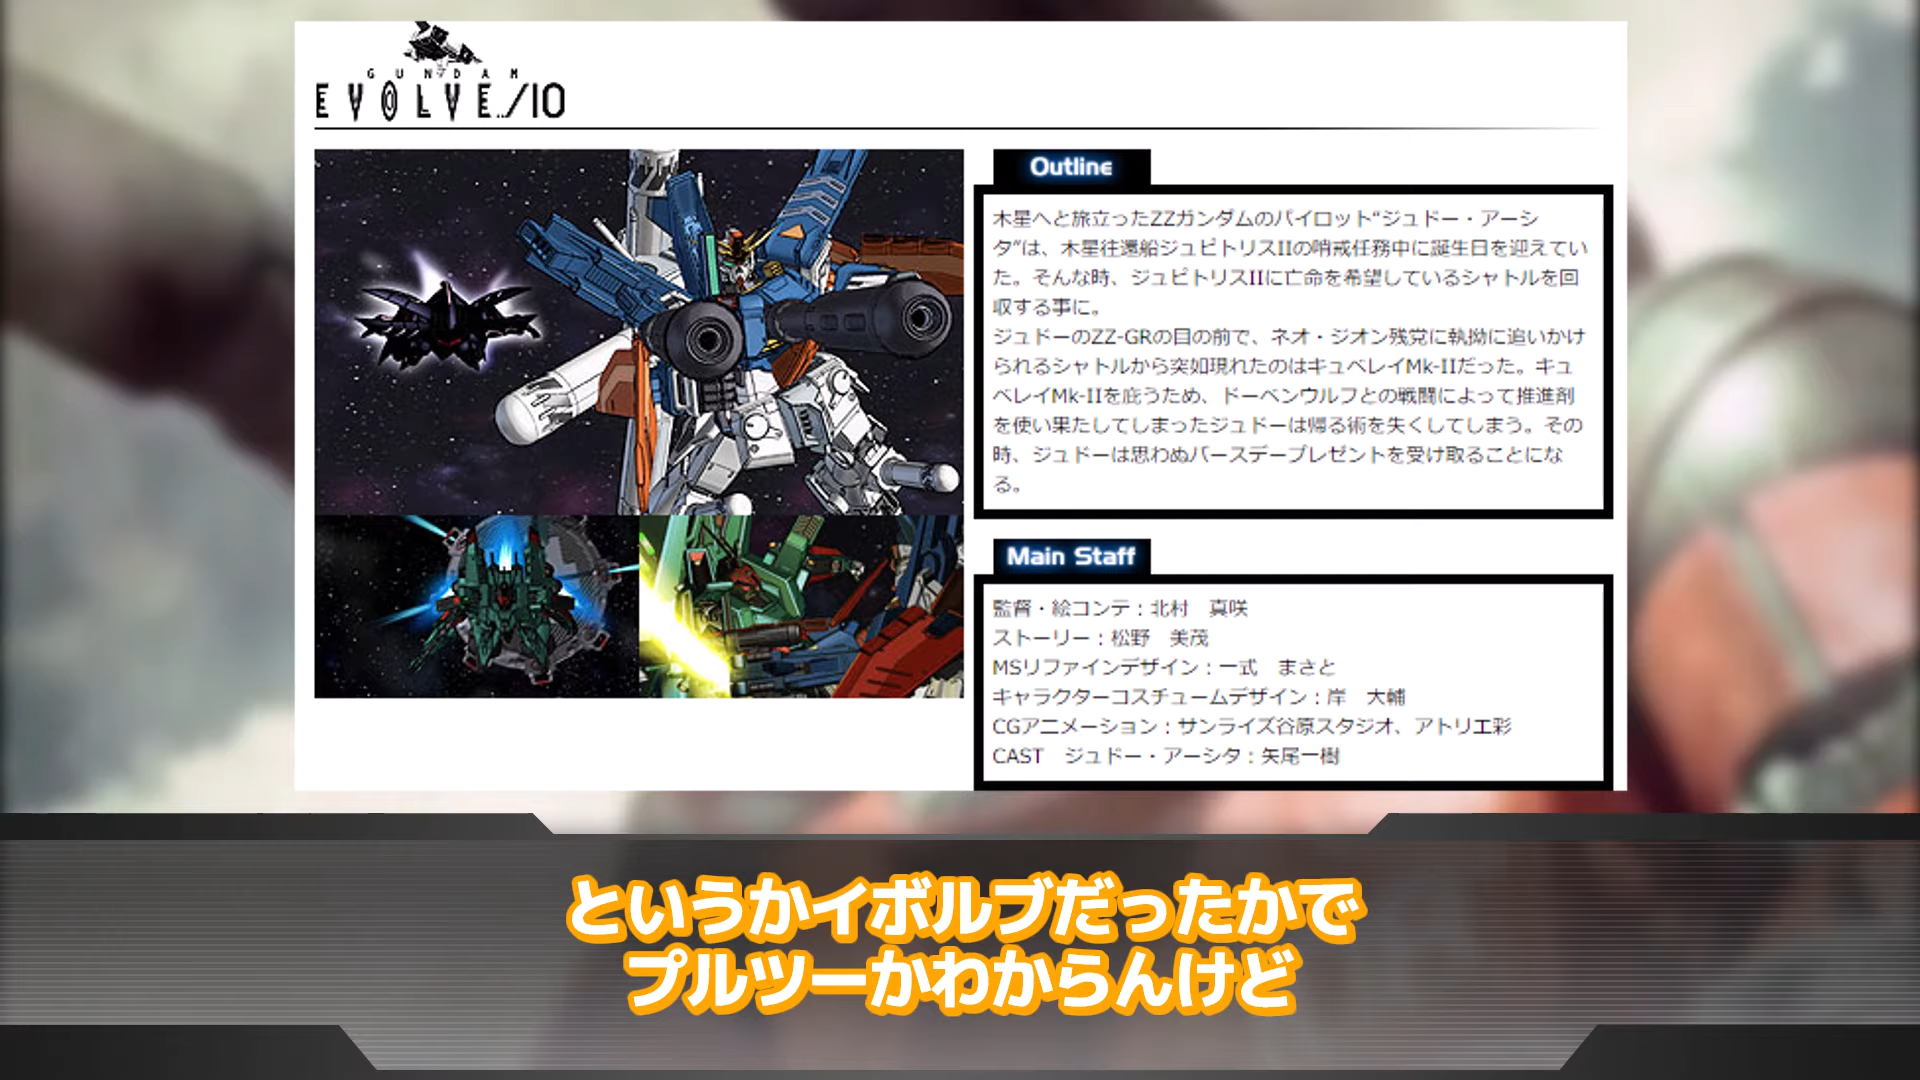 GUNDAM
EVOLVE../10
Outline
木星へと旅立ったZZガンダムのパイロット“ジュドー・アーシ
タ”は、木星往還船ジュピトリスIIの哨戒任務中に誕生日を迎えてい
た。そんな時、ジュピトリスIIに亡命を希望しているシャトルを回
収する事に。
ジュドーのZZ-GRの目の前で、ネオ・ジオン残党に執拗に追いかけ
られるシャトルから突如現れたのはキュベレイMk-IIだった。キュ
ベレイMk-IIを庇うため、ドーベンウルフとの戦闘によって推進剤
を使い果たしてしまったジュドーは帰る術を失くしてしまう。その
時、ジュドーは思わぬバースデープレゼントを受け取ることにな
る。
Main Staff
監督・絵コンテ：北村　真咲
ストーリー：松野　美茂
MSリファインデザイン：一式　まさと
キャラクターコスチュームデザイン：岸　大輔
CGアニメーション：サンライズ谷原スタジオ、アトリエ彩
CAST　ジュドー・アーシタ：矢尾一樹
というかイボルブだったかで
プルツーかわからんけど